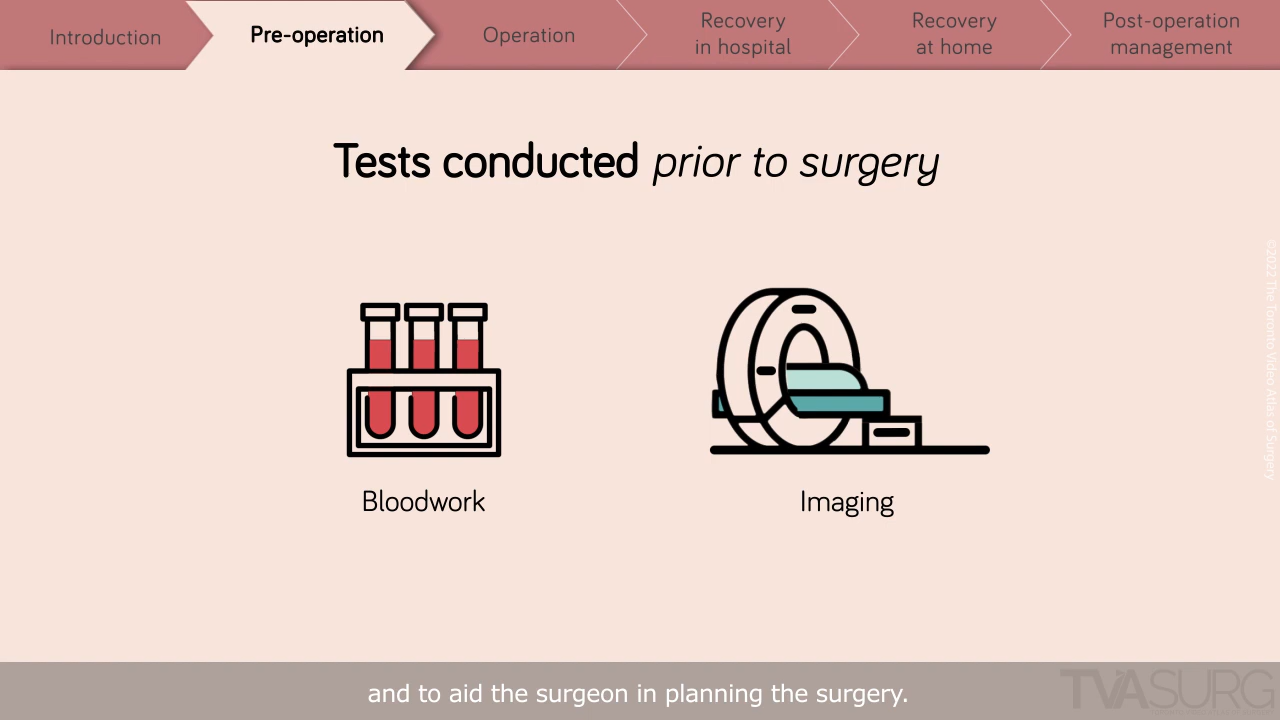 Introduction
Pre-operation
Operation
Recovery
in hospital
Recovery
at home
Post-operation
management
Tests conducted prior to surgery
Bloodwork
Imaging
©2022 The Toronto Video Atlas of Surgery
and to aid the surgeon in planning the surgery.
TVASURG